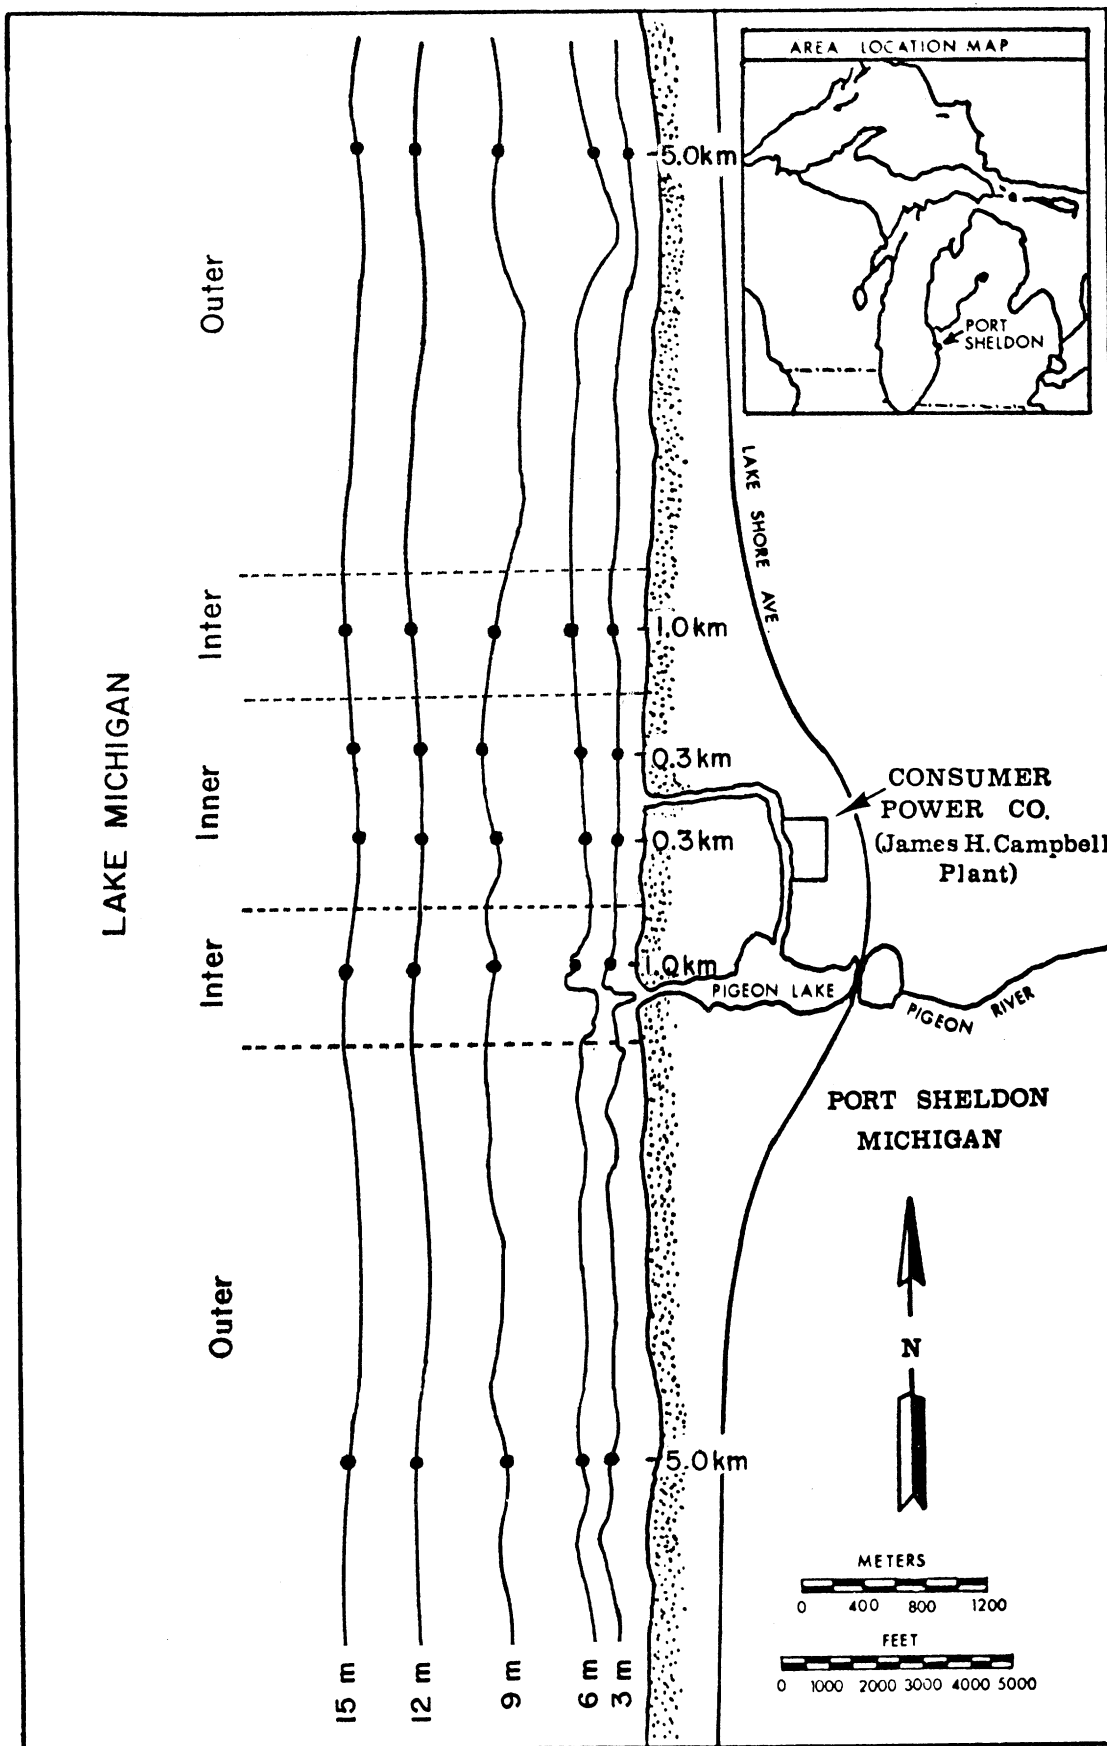 AREA LOCATION MAP
PORT
SHELDON
5.0km
Outer
LAKE SHORE AVE.
Inter
1.0km
LAKE MICHIGAN
0.3km
Inner
CONSUMER
POWER CO.
(James H. Campbell
Plant)
0.3km
Inter
1.0km
PIGEON LAKE
PIGEON RIVER
PORT SHELDON
MICHIGAN
Outer
N
5.0km
METERS
0 400 800 1200
FEET
0 1000 2000 3000 4000 5000
15 m
12 m
9 m
6 m
3 m